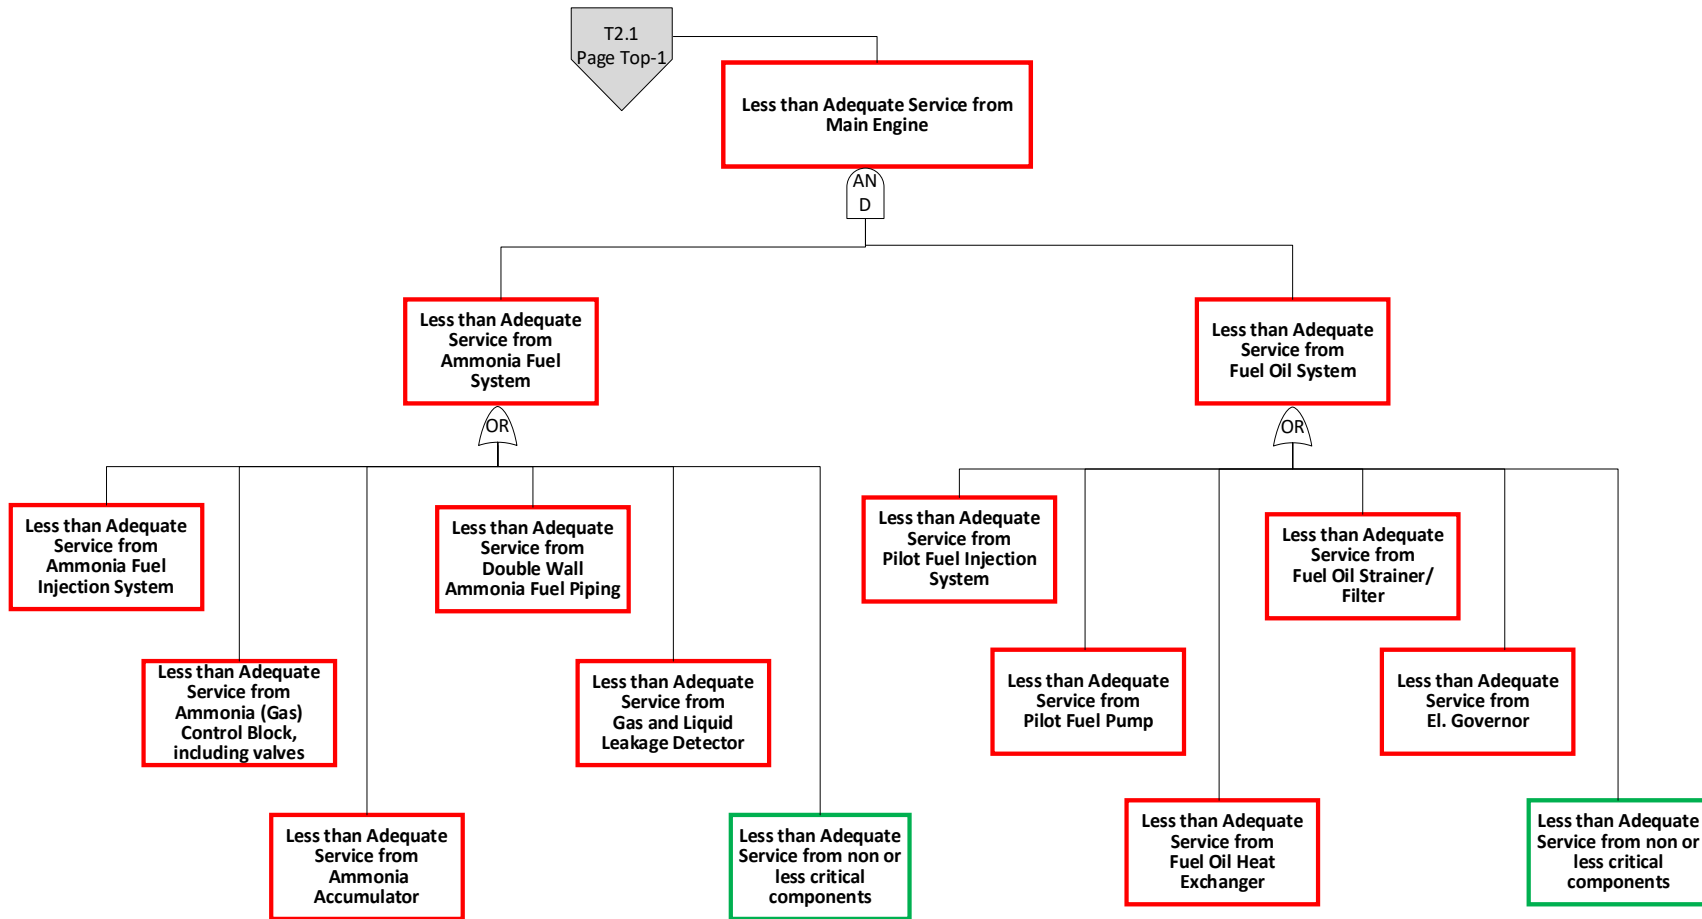 T2.1
Page Top-1
Less than Adequate Service from
Main Engine
AN
D
Less than Adequate
Service from
Ammonia Fuel
System
Less than Adequate
Service from
Fuel Oil System
OR
OR
Less than Adequate
Service from
Ammonia Fuel
Injection System
Less than Adequate
Service from
Double Wall
Ammonia Fuel Piping
Less than Adequate
Service from
Pilot Fuel Injection
System
Less than Adequate
Service from
Fuel Oil Strainer/
Filter
Less than Adequate
Service from
Ammonia (Gas)
Control Block,
including valves
Less than Adequate
Service from
Gas and Liquid
Leakage Detector
Less than Adequate
Service from
Pilot Fuel Pump
Less than Adequate
Service from
El. Governor
Less than Adequate
Service from
Ammonia
Accumulator
Less than Adequate
Service from non or
less critical
components
Less than Adequate
Service from
Fuel Oil Heat
Exchanger
Less than Adequate
Service from non or
less critical
components